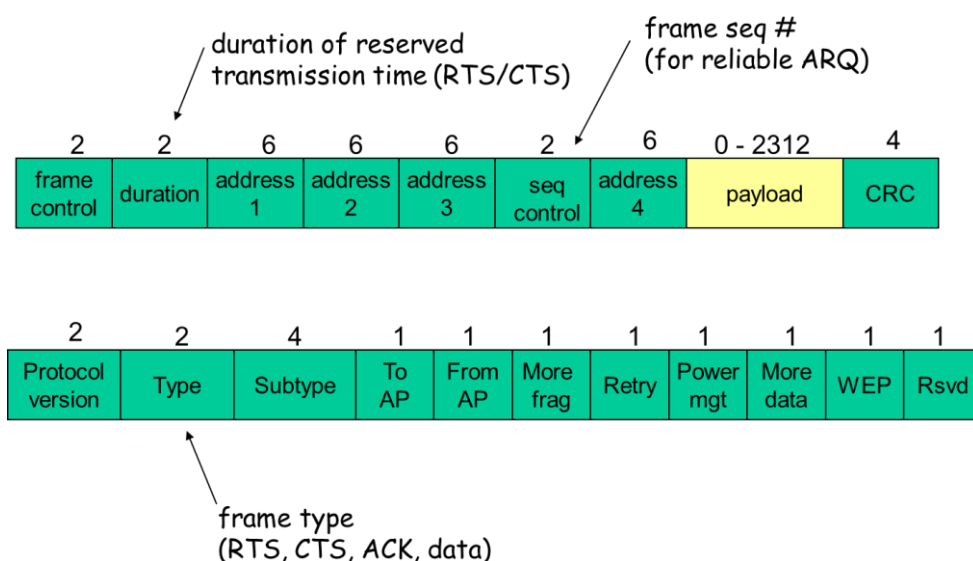 duration of reserved
transmission time (RTS/CTS)
frame seq #
(for reliable ARQ)
2 2 6 6 6 2 6 0 - 2312 4
frame
control
duration
address
1
address
2
address
3
seq
control
address
4
payload
CRC
2 2 4 1 1 1 1 1 1 1 1
Protocol
version
Type
Subtype
To
AP
From
AP
More
frag
Retry
Power
mgt
More
data
WEP
Rsvd
frame type
(RTS, CTS, ACK, data)